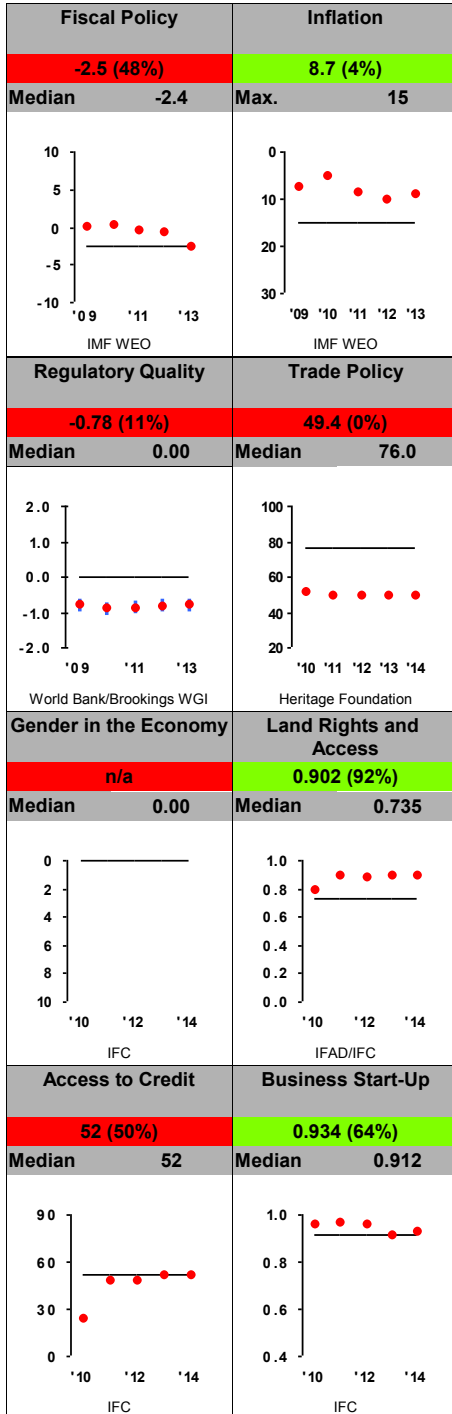 Fiscal Policy
-2.5 (48%)
Median -2.4
10
5
0
-5
-10
'09 '11 '13
IMF WEO
Inflation
8.7 (4%)
Max. 15
0
10
20
30
'09 '10 '11 '12 '13
IMF WEO
Regulatory Quality
-0.78 (11%)
Median 0.00
2.0
1.0
0.0
-1.0
-2.0
'09 '11 '13
World Bank/Brookings WGI
Trade Policy
49.4 (0%)
Median 76.0
100
80
60
40
20
'10 '11 '12 '13 '14
Heritage Foundation
Gender in the Economy
n/a
Median 0.00
0
2
4
6
8
10
'10 '12 '14
IFC
Land Rights and
Access
0.902 (92%)
Median 0.735
1.0
0.8
0.6
0.4
0.2
0.0
'10 '12 '14
IFAD/IFC
Access to Credit
52 (50%)
Median 52
90
60
30
0
'10 '12 '14
IFC
Business Start-Up
0.934 (64%)
Median 0.912
1.0
0.8
0.6
0.4
'10 '12 '14
IFC